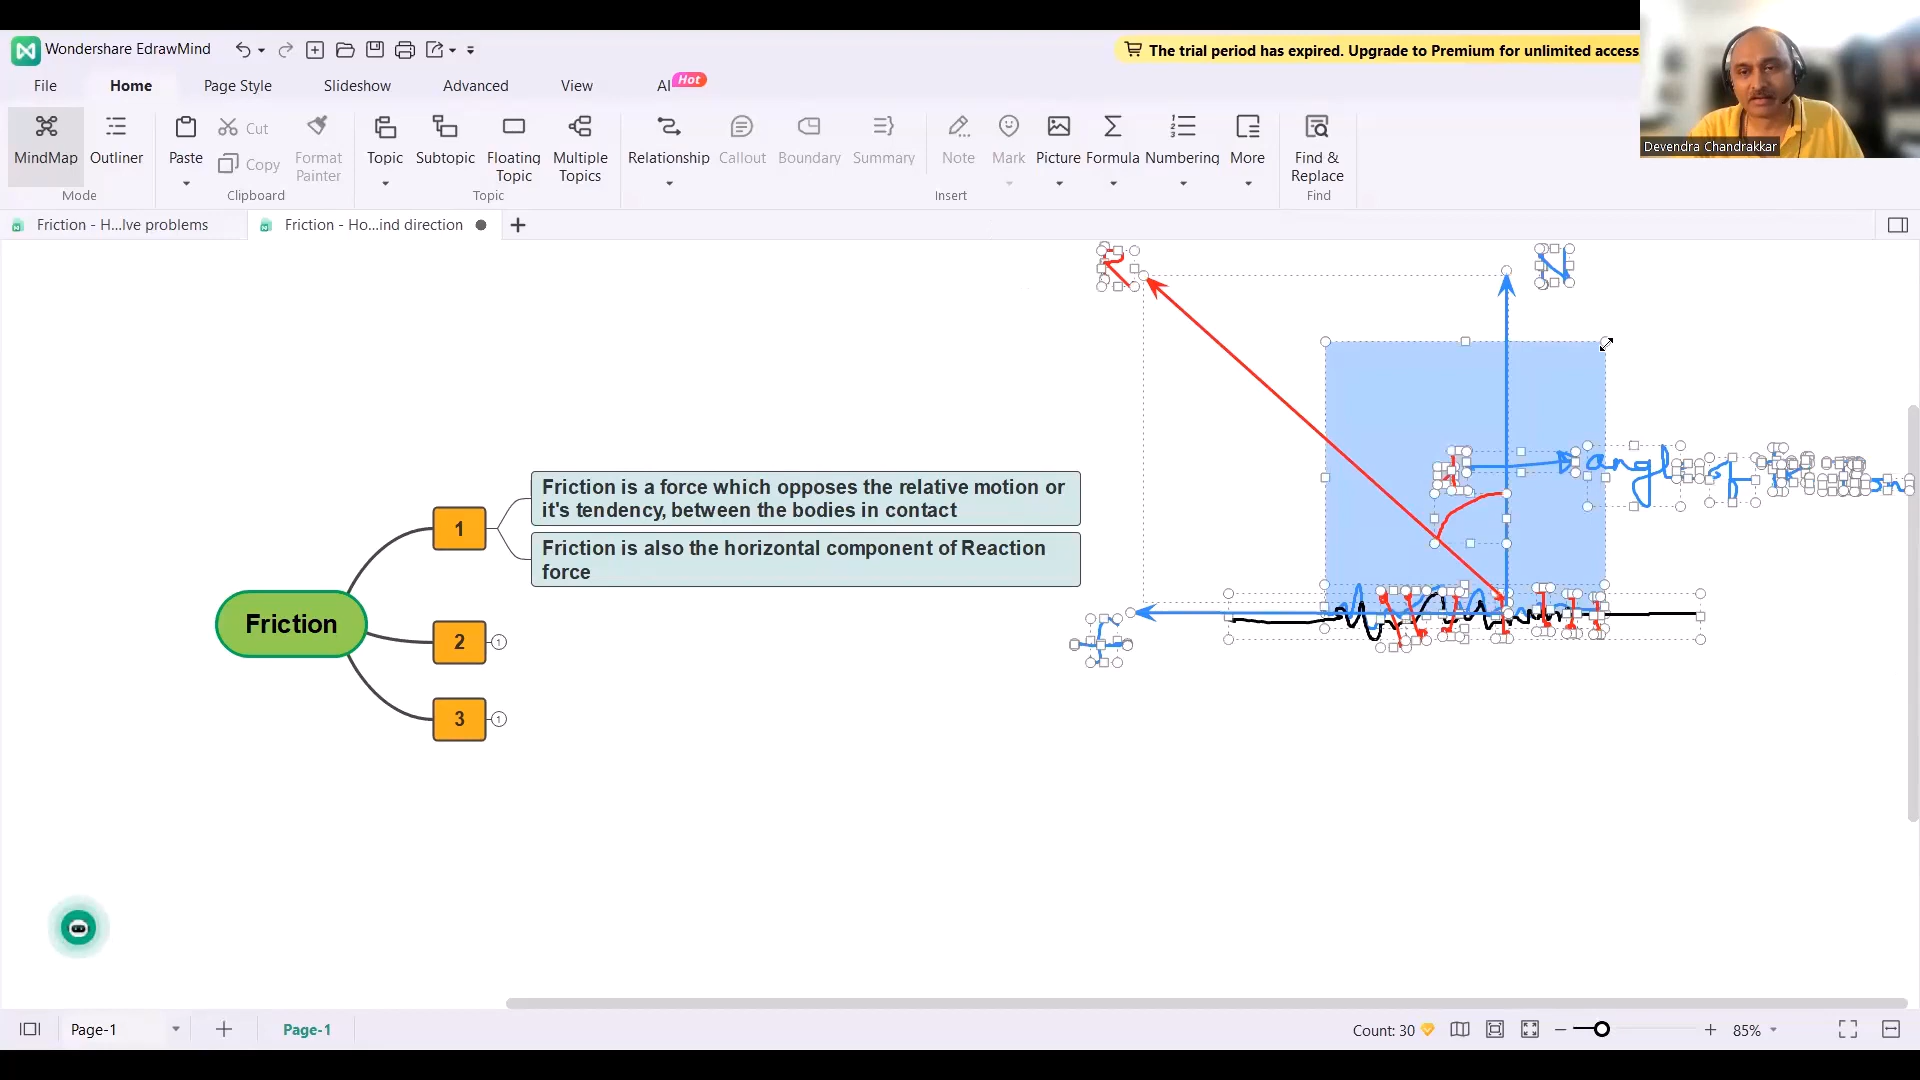 Wondershare EdrawMind
The trial period has expired. Upgrade to Premium for unlimited access
File Home Page Style Slideshow Advanced View AI Hot
MindMap Outliner Paste Cut Copy Format Painter Topic Subtopic Floating Topic Multiple Topics Relationship Callout Boundary Summary Note Mark Picture Formula Numbering More Find & Replace
Mode Clipboard Topic Insert Find
Devendra Chandrakkar
Friction - H...lve problems Friction - Ho...ind direction
R N
angle of
Friction is a force which opposes the relative motion or
it's tendency, between the bodies in contact
1
Friction is also the horizontal component of Reaction
force
Friction
f
2 1
3 1
Page-1 Page-1 Count: 30 85%